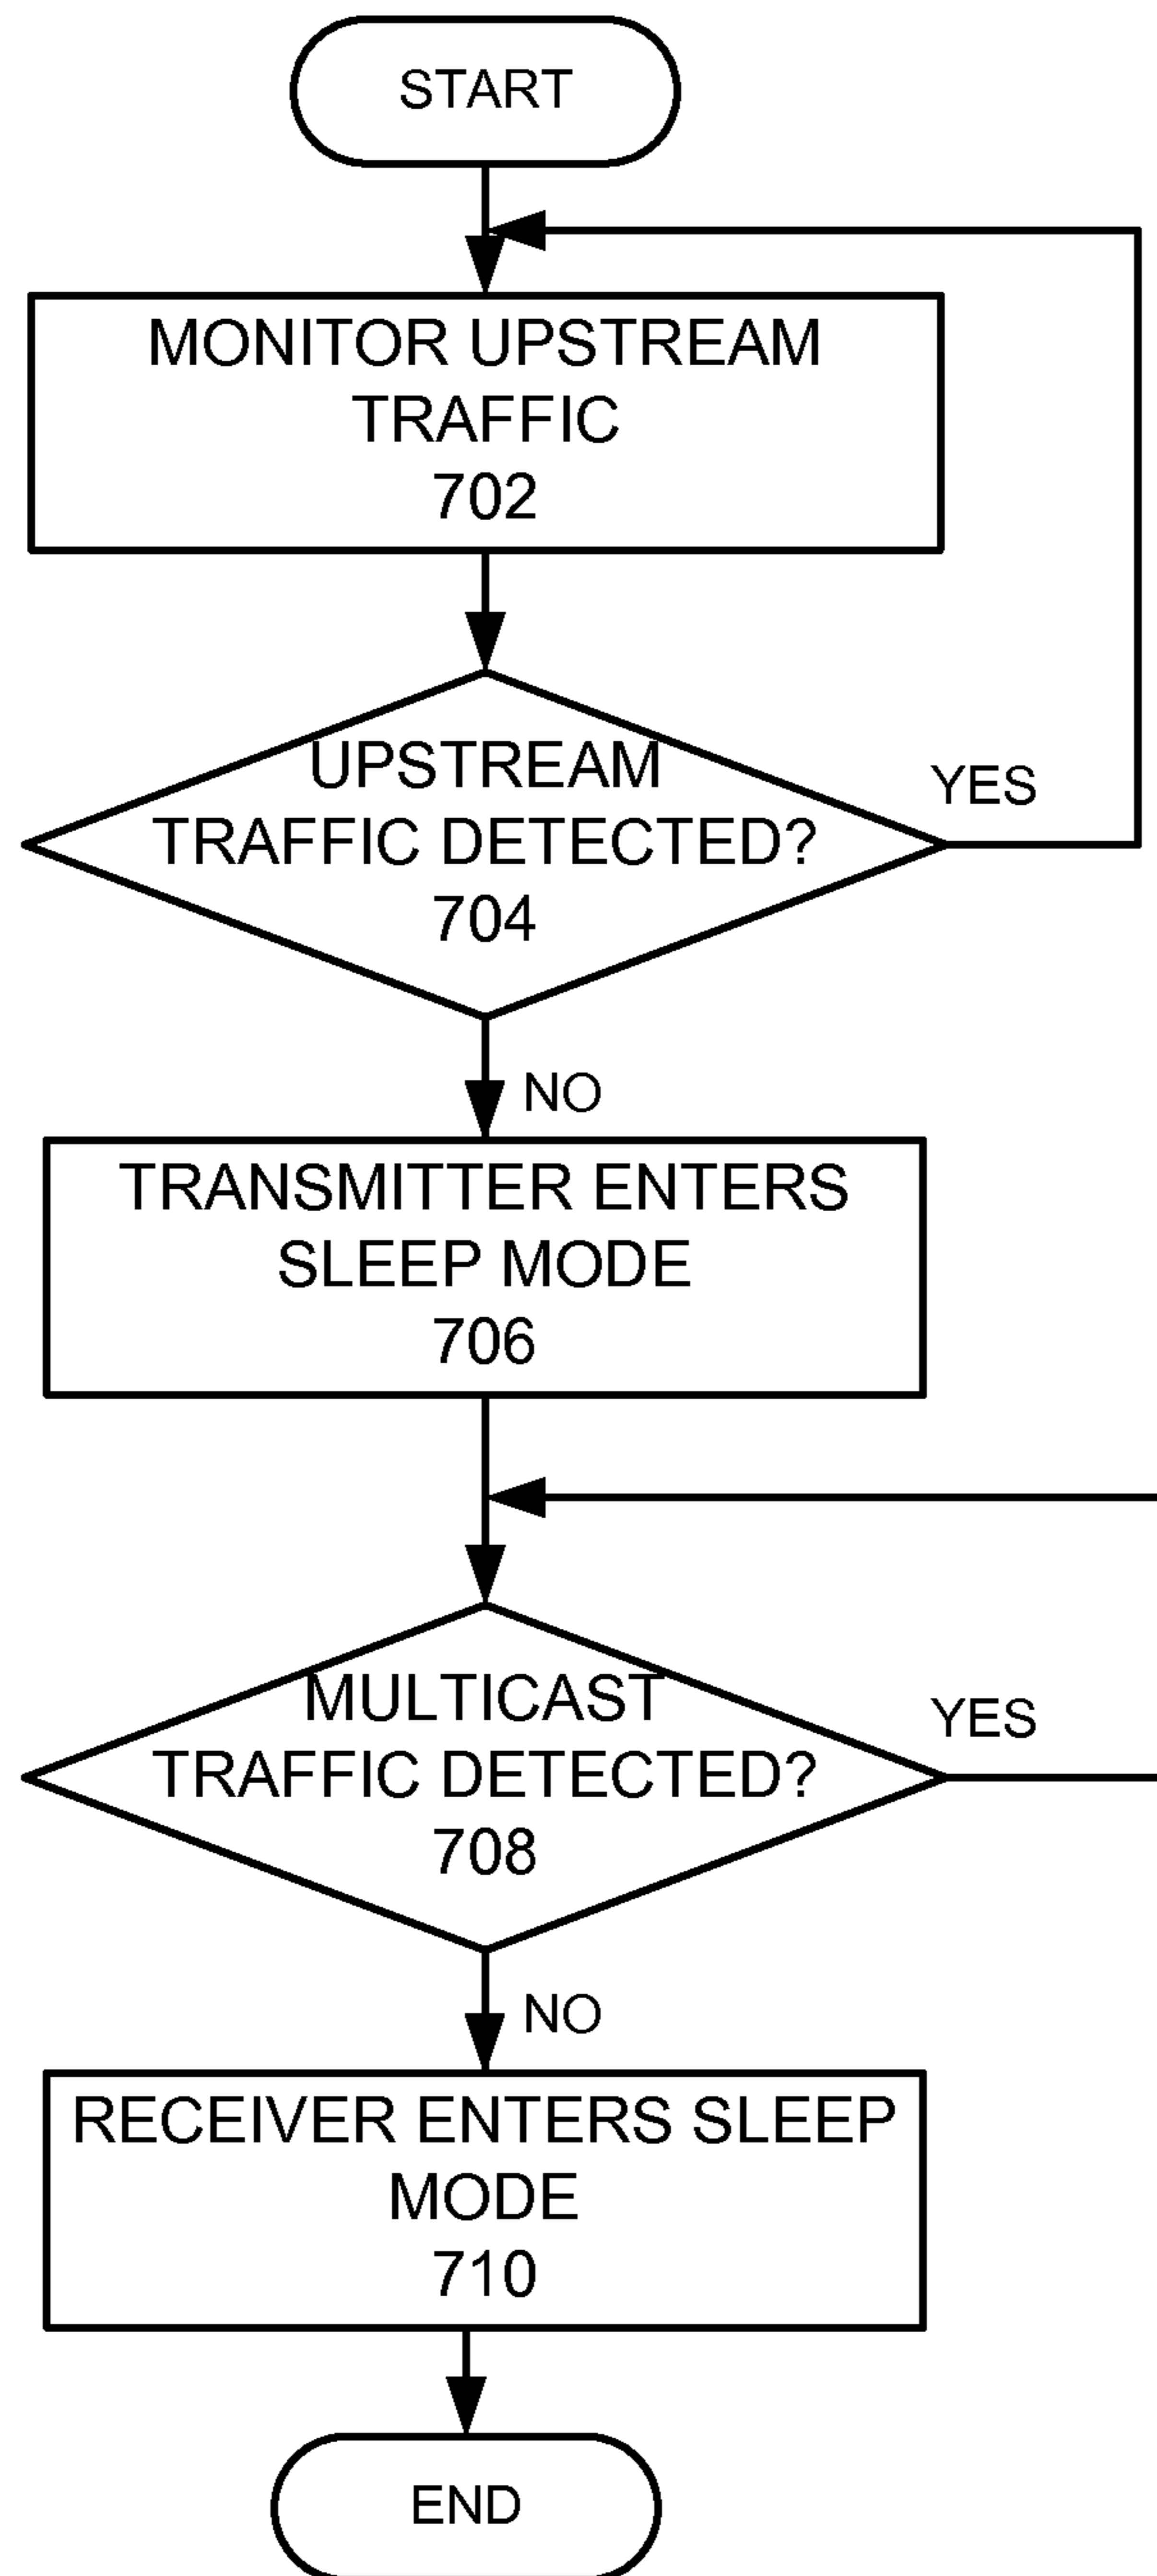 START
MONITOR UPSTREAM
TRAFFIC
702
UPSTREAM
TRAFFIC DETECTED?
704
YES
NO
TRANSMITTER ENTERS
SLEEP MODE
706
MULTICAST
TRAFFIC DETECTED?
708
YES
NO
RECEIVER ENTERS SLEEP
MODE
710
END